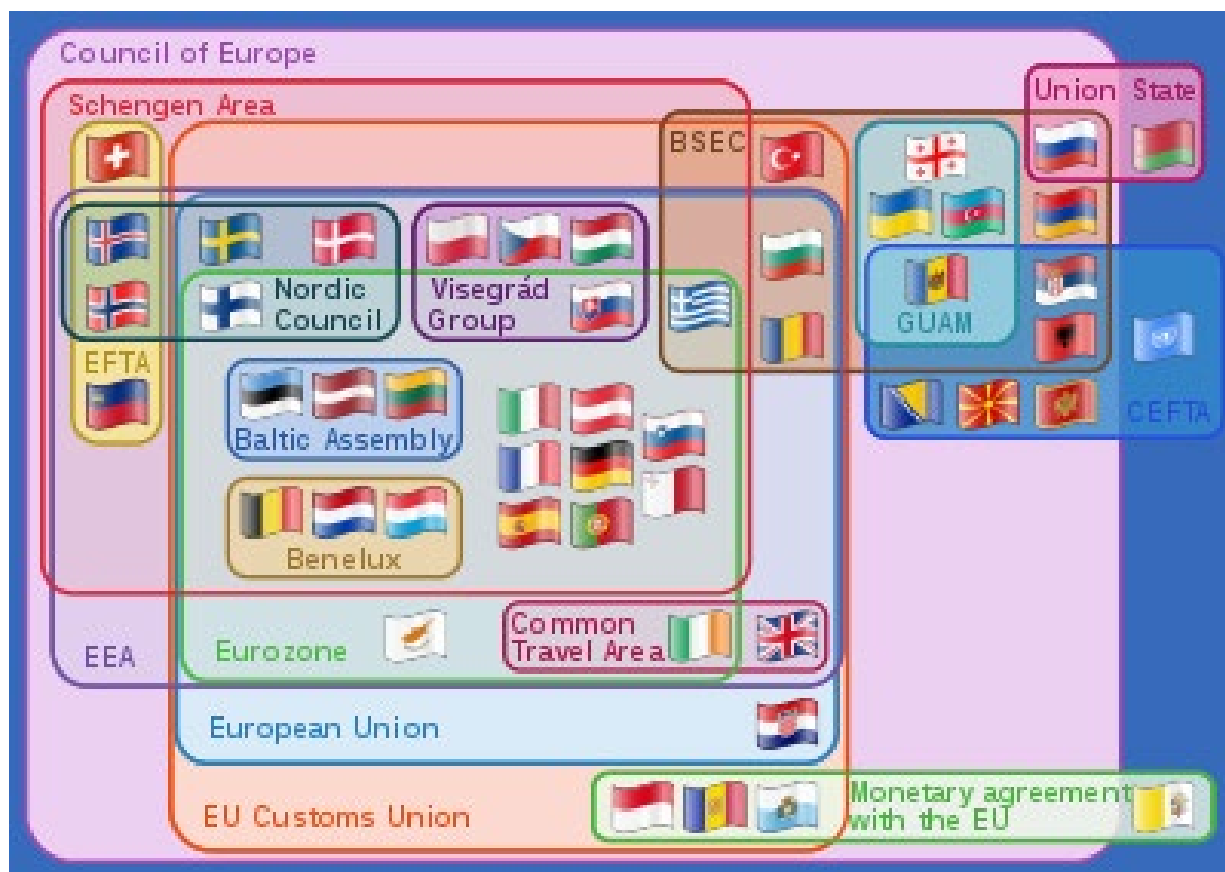 Council of Europe
Schengen Area
Union State
BSEC
Nordic
Council
Visegrád
Group
GUAM
EFTA
CEFTA
Baltic Assembly
Benelux
Common
Travel Area
EEA
Eurozone
European Union
EU Customs Union
Monetary agreement
with the EU